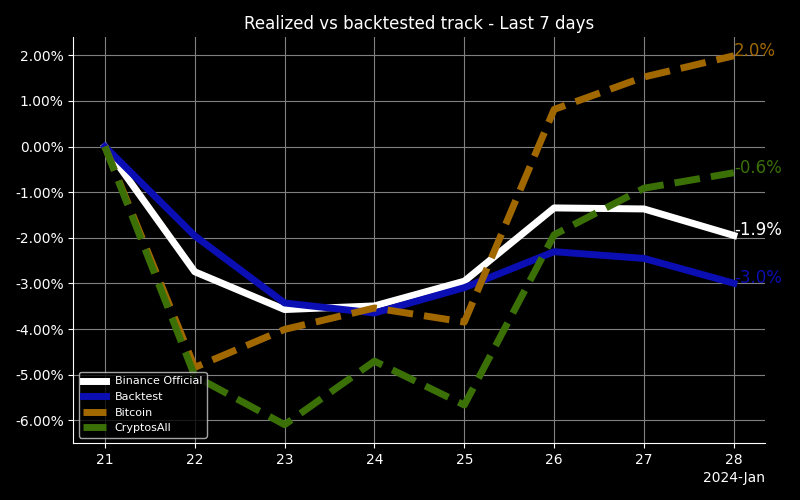 Realized vs backtested track - Last 7 days
2.00%
1.00%
0.00%
-1.00%
-2.00%
-3.00%
-4.00%
-5.00%
-6.00%
2.0%
-0.6%
-1.9%
-3.0%
Binance Official
Backtest
Bitcoin
CryptosAll
21 22 23 24 25 26 27 28
2024-Jan